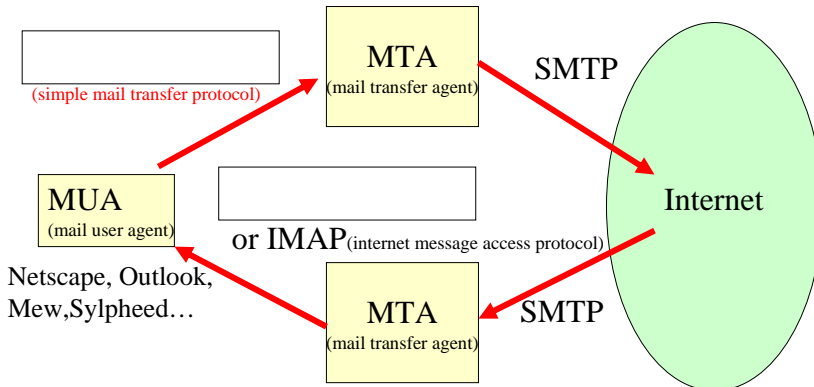 MTA
(mail transfer agent)
SMTP
(simple mail transfer protocol)
MUA
(mail user agent)
Internet
or IMAP(internet message access protocol)
Netscape, Outlook,
Mew,Sylpheed…
MTA
(mail transfer agent)
SMTP